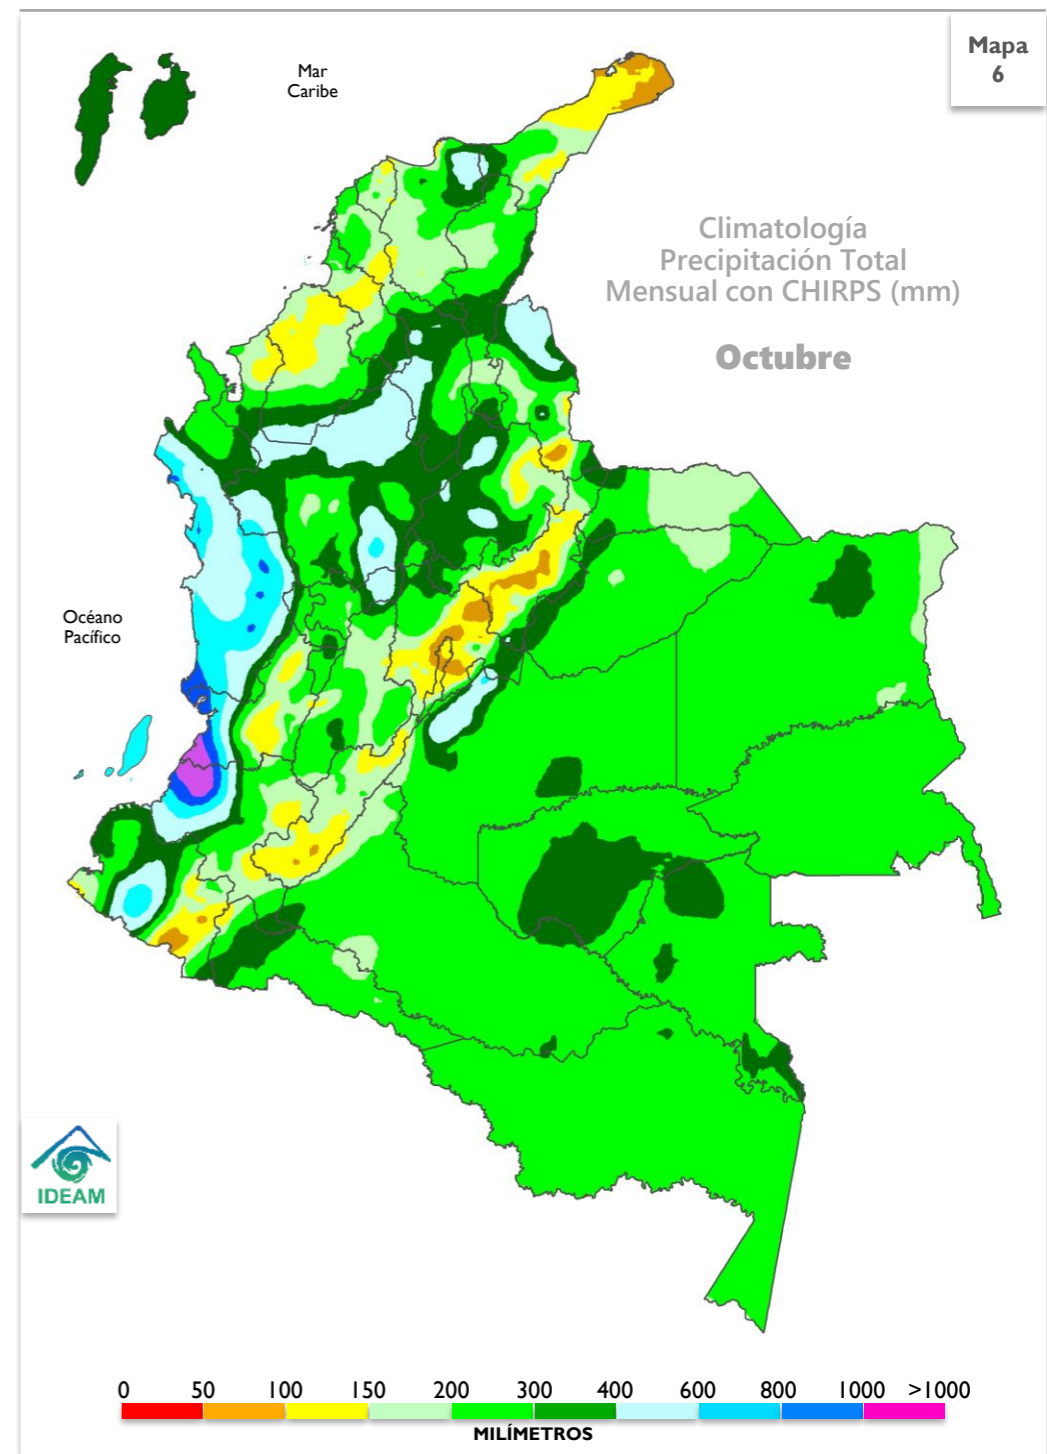 Mapa
6
Mar
Caribe
Climatología
Precipitación Total
Mensual con CHIRPS (mm)
Octubre
Océano
Pacífico
IDEAM
0 50 100 150 200 300 400 600 800 1000 >1000
MILÍMETROS